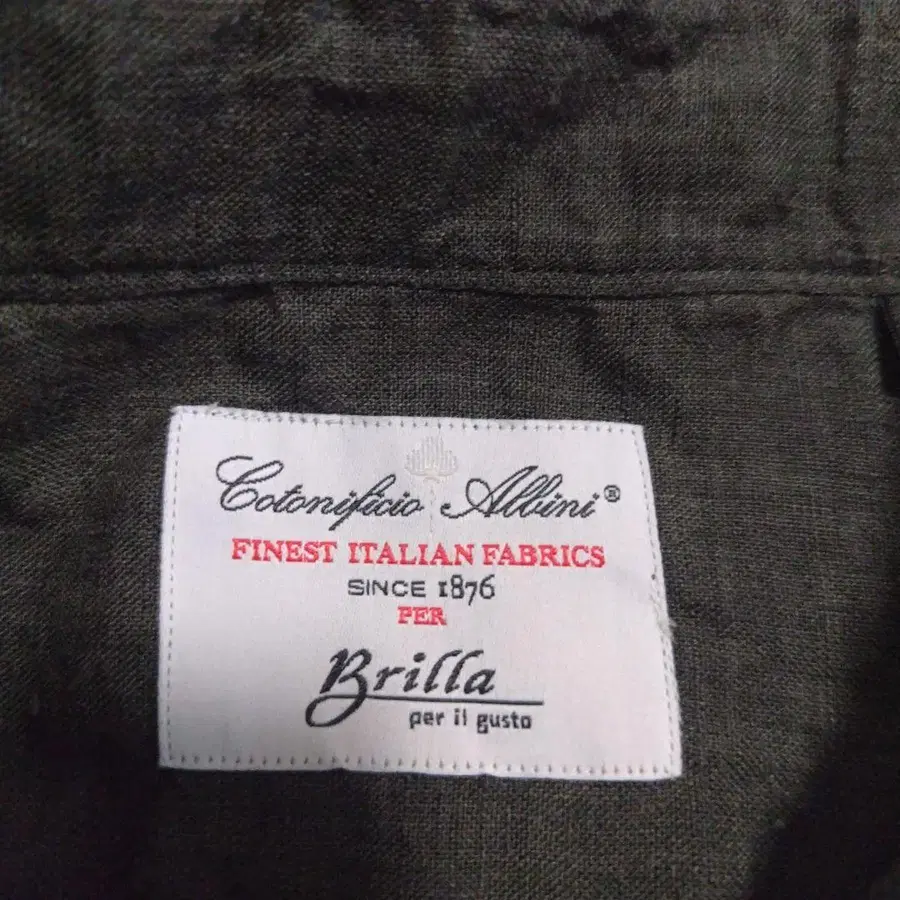 Cotonificio Albini®
FINEST ITALIAN FABRICS
SINCE 1876
PER
Brilla
per il gusto